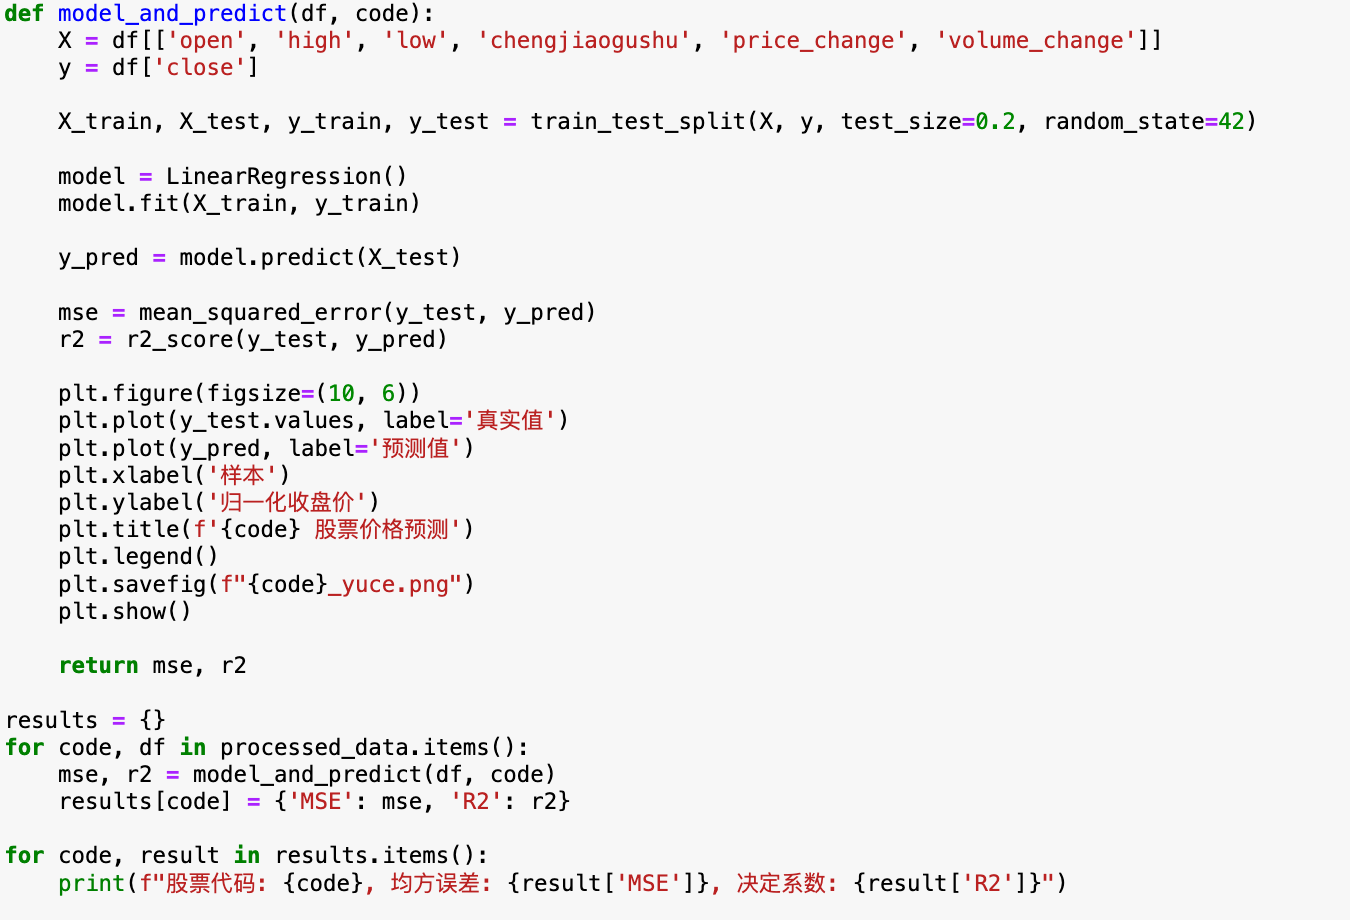 def model_and_predict(df, code):
    X = df[['open', 'high', 'low', 'chengjiaogushu', 'price_change', 'volume_change']]
    y = df['close']

    X_train, X_test, y_train, y_test = train_test_split(X, y, test_size=0.2, random_state=42)

    model = LinearRegression()
    model.fit(X_train, y_train)

    y_pred = model.predict(X_test)

    mse = mean_squared_error(y_test, y_pred)
    r2 = r2_score(y_test, y_pred)

    plt.figure(figsize=(10, 6))
    plt.plot(y_test.values, label='真实值')
    plt.plot(y_pred, label='预测值')
    plt.xlabel('样本')
    plt.ylabel('归一化收盘价')
    plt.title(f'{code} 股票价格预测')
    plt.legend()
    plt.savefig(f"{code}_yuce.png")
    plt.show()

    return mse, r2

results = {}
for code, df in processed_data.items():
    mse, r2 = model_and_predict(df, code)
    results[code] = {'MSE': mse, 'R2': r2}

for code, result in results.items():
    print(f"股票代码: {code}, 均方误差: {result['MSE']}, 决定系数: {result['R2']}")